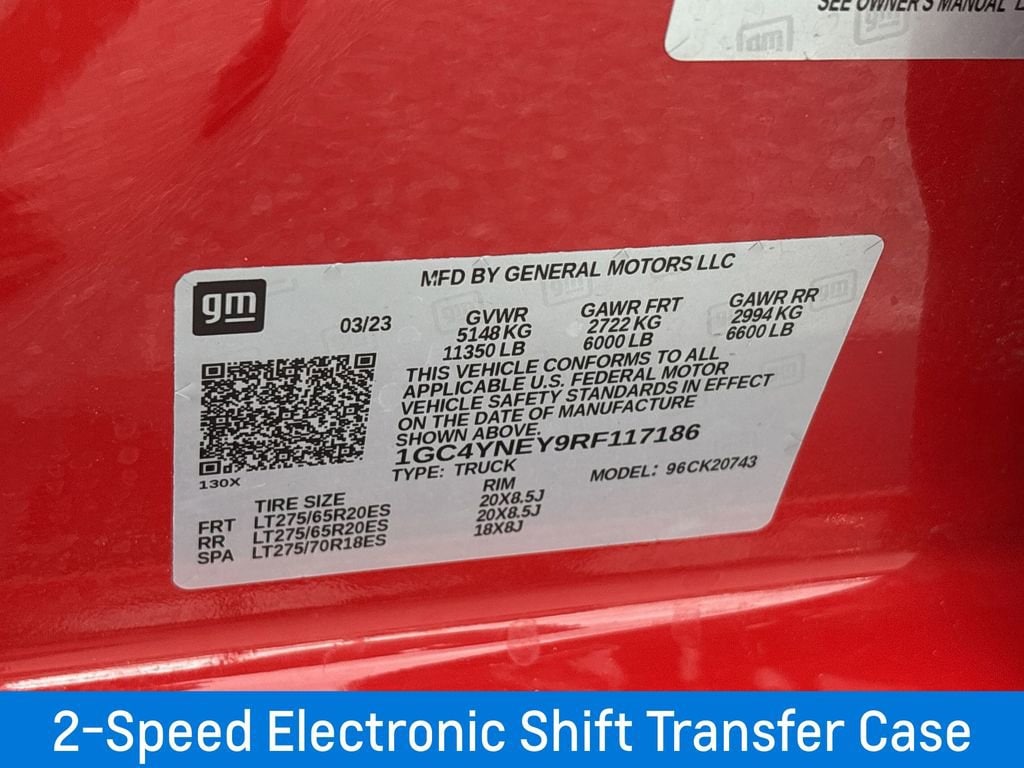 SEE OWNER'S MANUAL
gm
gm
MFD BY GENERAL MOTORS LLC
gm
03/23
GVWR GAWR FRT GAWR RR
5148 KG 2722 KG 2994 KG
11350 LB 6000 LB 6600 LB
THIS VEHICLE CONFORMS TO ALL
APPLICABLE U.S. FEDERAL MOTOR
VEHICLE SAFETY STANDARDS IN EFFECT
ON THE DATE OF MANUFACTURE
SHOWN ABOVE.
1GC4YNEY9RF117186
TYPE: TRUCK MODEL: 96CK20743
130X
TIRE SIZE RIM
FRT LT275/65R20ES 20X8.5J
RR LT275/65R20ES 20X8.5J
SPA LT275/70R18ES 18X8J
2-Speed Electronic Shift Transfer Case